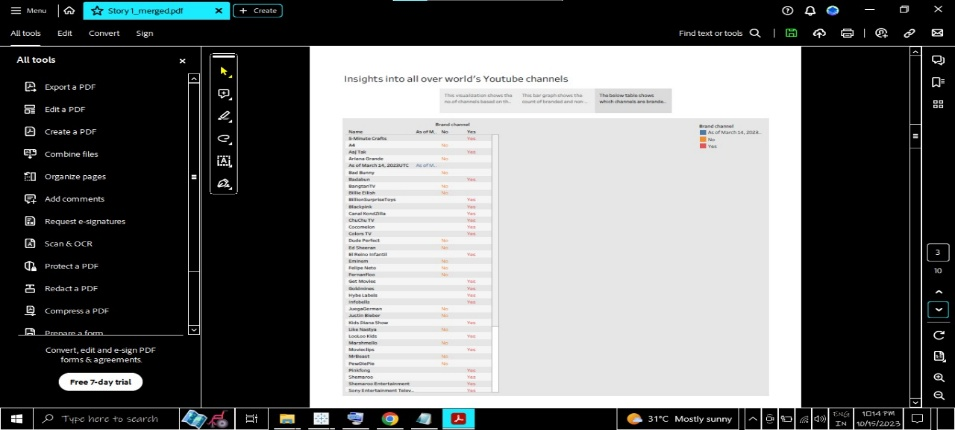 Menu
Story 1_merged.pdf
+ Create
All tools Edit Convert Sign
Find text or tools
All tools
Export a PDF
Edit a PDF
Create a PDF
Combine files
Organize pages
Add comments
Request e-signatures
Scan & OCR
Protect a PDF
Redact a PDF
Compress a PDF
Prepare a form
Convert, edit and e-sign PDF
forms & agreements.
Free 7-day trial
Insights into all over world's Youtube channels
This visualization shows the
no of channels based on th..
This bar graph shows the
count of branded and non-..
The below table shows
which channels are brande..
Brand channel
Name As of M.. No Yes
5-Minute Crafts Yes
A4 No
Aaj Tak Yes
Ariana Grande No
As of March 14, 2023UTC As of M..
Bad Bunny No
Badabun Yes
BangtanTV No
Billie Eilish No
BillionSurpriseToys Yes
Blackpink Yes
Canal KondZilla Yes
ChuChu TV Yes
Cocomelon Yes
Colors TV Yes
Dude Perfect No
Ed Sheeran No
El Reino Infantil Yes
Eminem No
Felipe Neto No
Fernanfloo No
Get Movies Yes
Goldmines Yes
Hybe Labels Yes
Infobells Yes
JuegaGerman No
Justin Bieber No
Kids Diana Show Yes
Like Nastya No
LooLoo Kids Yes
Marshmello No
Movieclips Yes
MrBeast No
PewDiePie No
Pinkfong Yes
Shemaroo Yes
Shemaroo Entertainment Yes
Sony Entertainment Telev.. Yes
Brand channel
As of March 14, 2023..
No
Yes
3
10
Type here to search
31°C Mostly sunny
ENG
IN
10:14 PM
10/15/2023